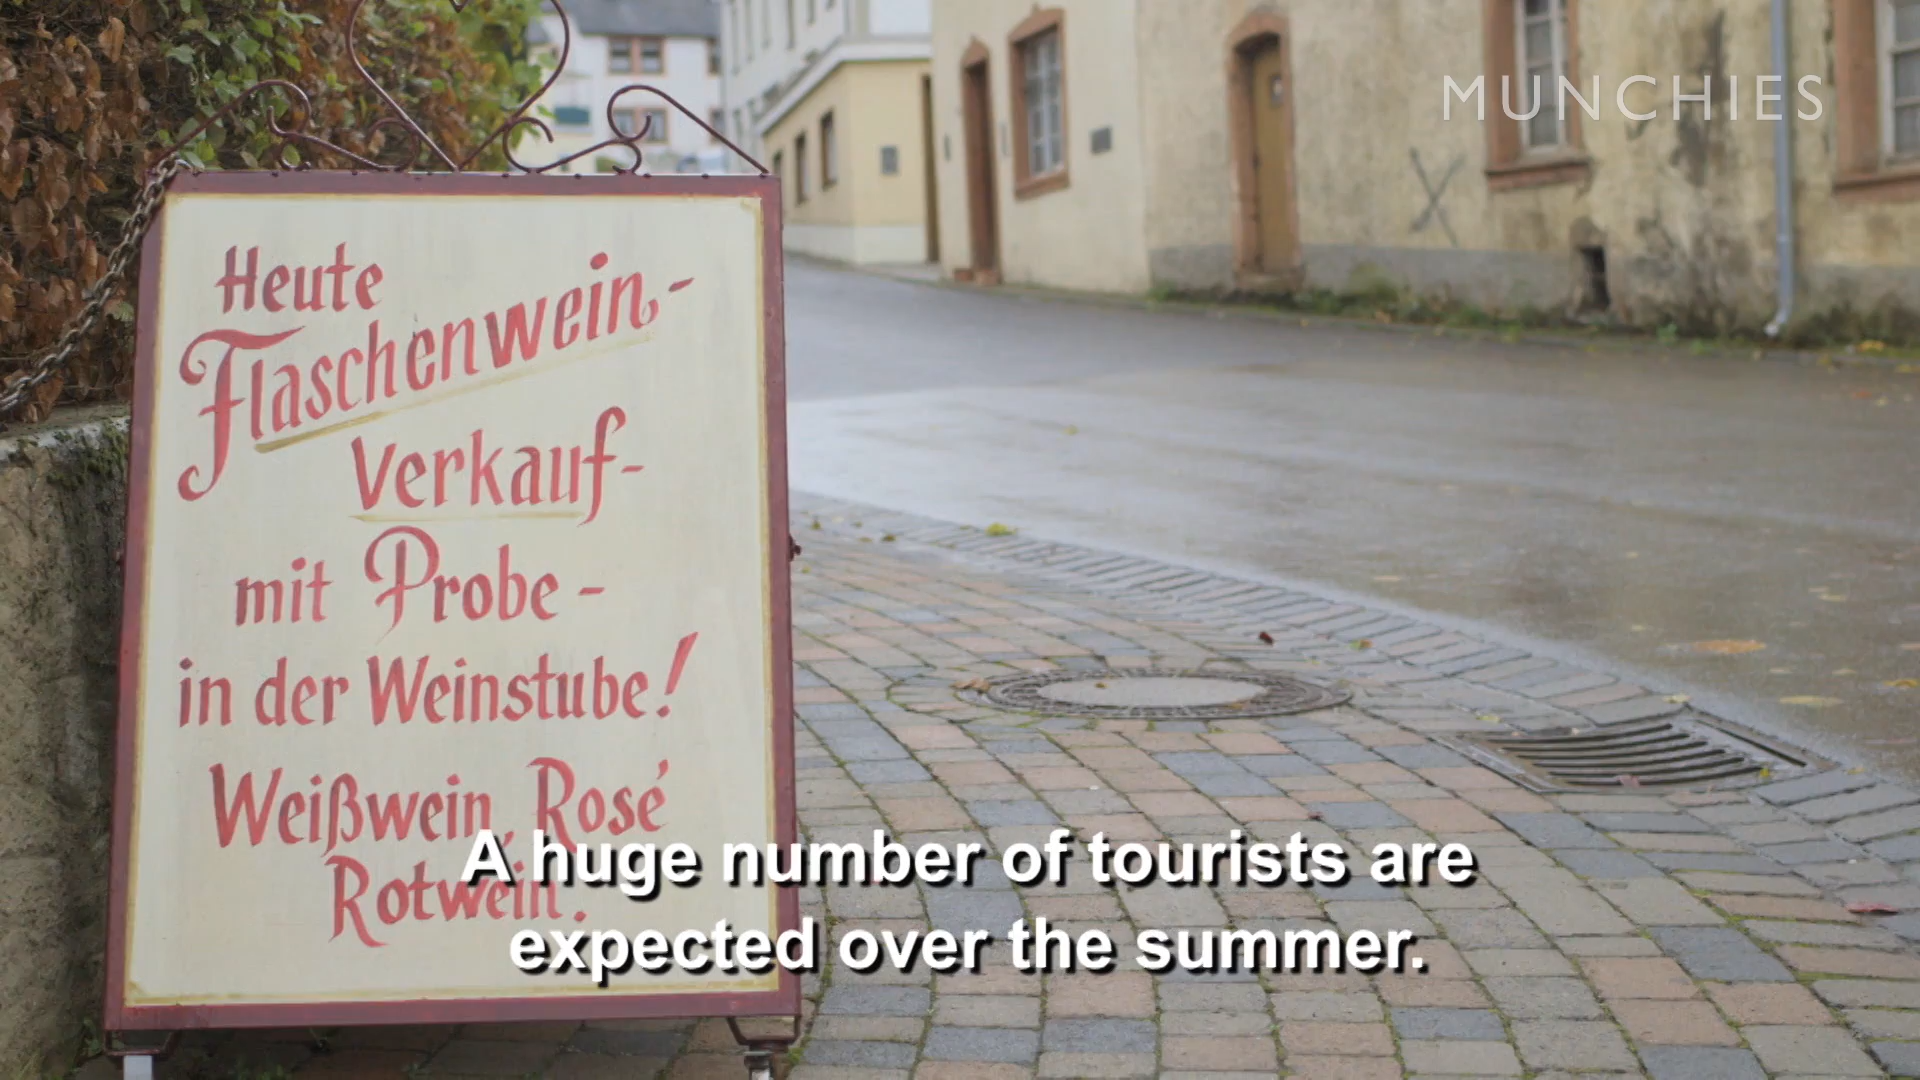 MUNCHIES
Heute
Flaschenwein-
Verkauf-
mit Probe-
in der Weinstube!
Weißwein, Rosé
Rotwein.
A huge number of tourists are
expected over the summer.